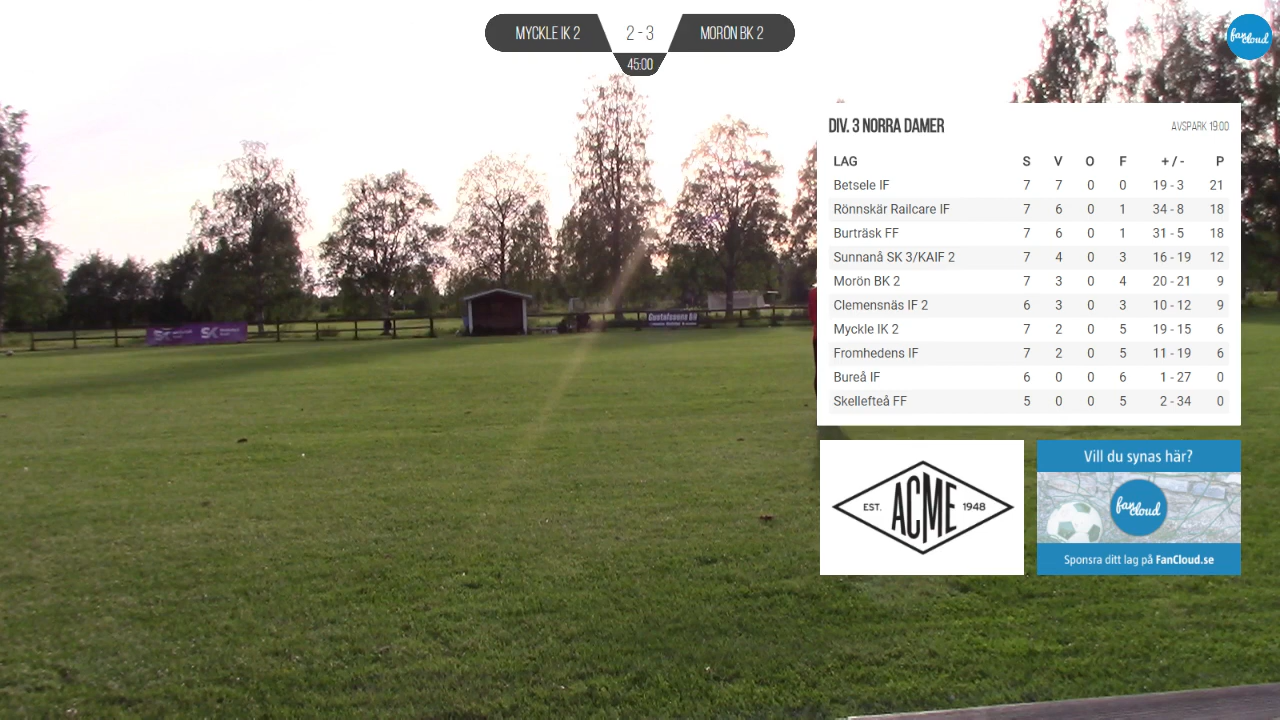 MYCKLE IK 2 2 - 3 MORÖN BK 2
45:00
fan cloud
DIV. 3 NORRA DAMER AVSPARK 19:00
LAG S V O F + / - P
Betsele IF 7 7 0 0 19 - 3 21
Rönnskär Railcare IF 7 6 0 1 34 - 8 18
Burträsk FF 7 6 0 1 31 - 5 18
Sunnanå SK 3/KAIF 2 7 4 0 3 16 - 19 12
Morön BK 2 7 3 0 4 20 - 21 9
Clemensnäs IF 2 6 3 0 3 10 - 12 9
Myckle IK 2 7 2 0 5 19 - 15 6
Fromhedens IF 7 2 0 5 11 - 19 6
Bureå IF 6 0 0 6 1 - 27 0
Skellefteå FF 5 0 0 5 2 - 34 0
SK SK
Gustafssons
EST. ACME 1948
Vill du synas här?
fan cloud
Sponsra ditt lag på FanCloud.se